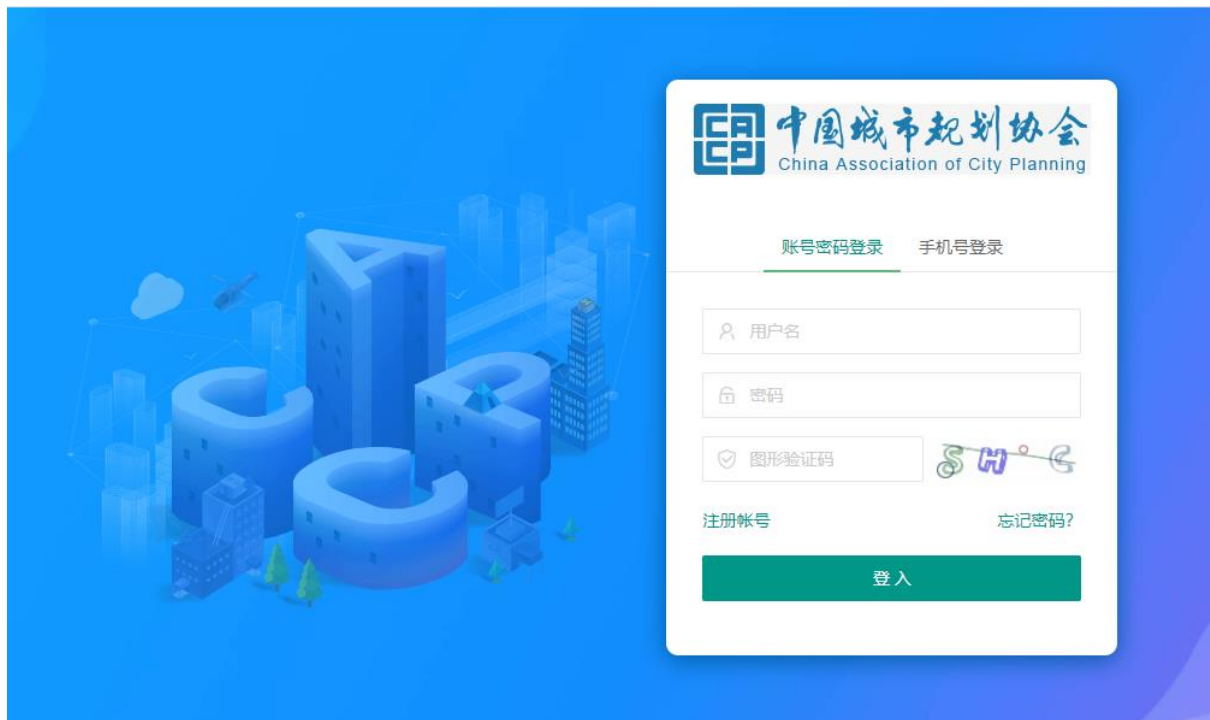 CACP
中国城市规划协会
China Association of City Planning
账号密码登录 手机号登录
用户名
密码
图形验证码
注册帐号 忘记密码?
登 入
CACP